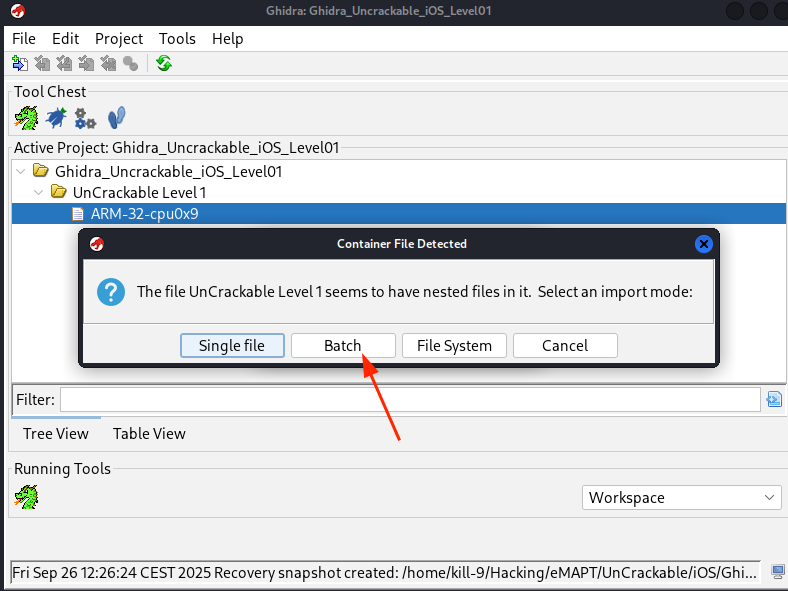 Ghidra: Ghidra_Uncrackable_iOS_Level01
File Edit Project Tools Help
Tool Chest
Active Project: Ghidra_Uncrackable_iOS_Level01
Ghidra_Uncrackable_iOS_Level01
UnCrackable Level 1
ARM-32-cpu0x9
Container File Detected
The file UnCrackable Level 1 seems to have nested files in it. Select an import mode:
Single file Batch File System Cancel
Filter:
Tree View Table View
Running Tools
Workspace
Fri Sep 26 12:26:24 CEST 2025 Recovery snapshot created: /home/kill-9/Hacking/eMAPT/UnCrackable/iOS/Ghi...